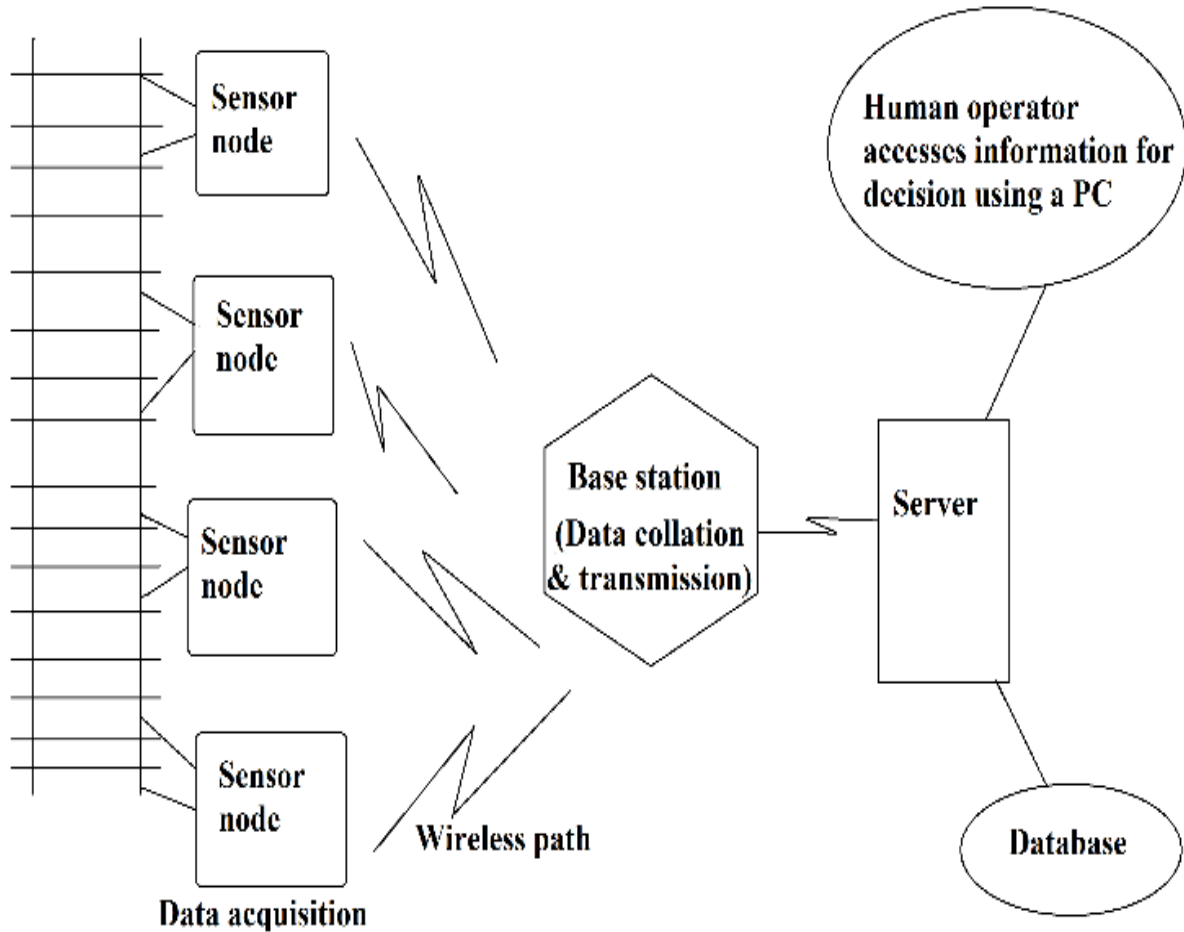 Sensor
node
Sensor
node
Sensor
node
Sensor
node
Data acquisition
Wireless path
Base station
(Data collation
& transmission)
Server
Human operator
accesses information for
decision using a PC
Database